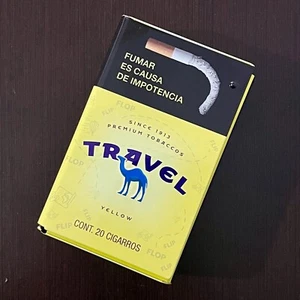 FUMAR
ES CAUSA
DE IMPOTENCIA
SINCE 1913
PREMIUM TOBACCOS
TRAVEL
YELLOW
CONT. 20 CIGARROS